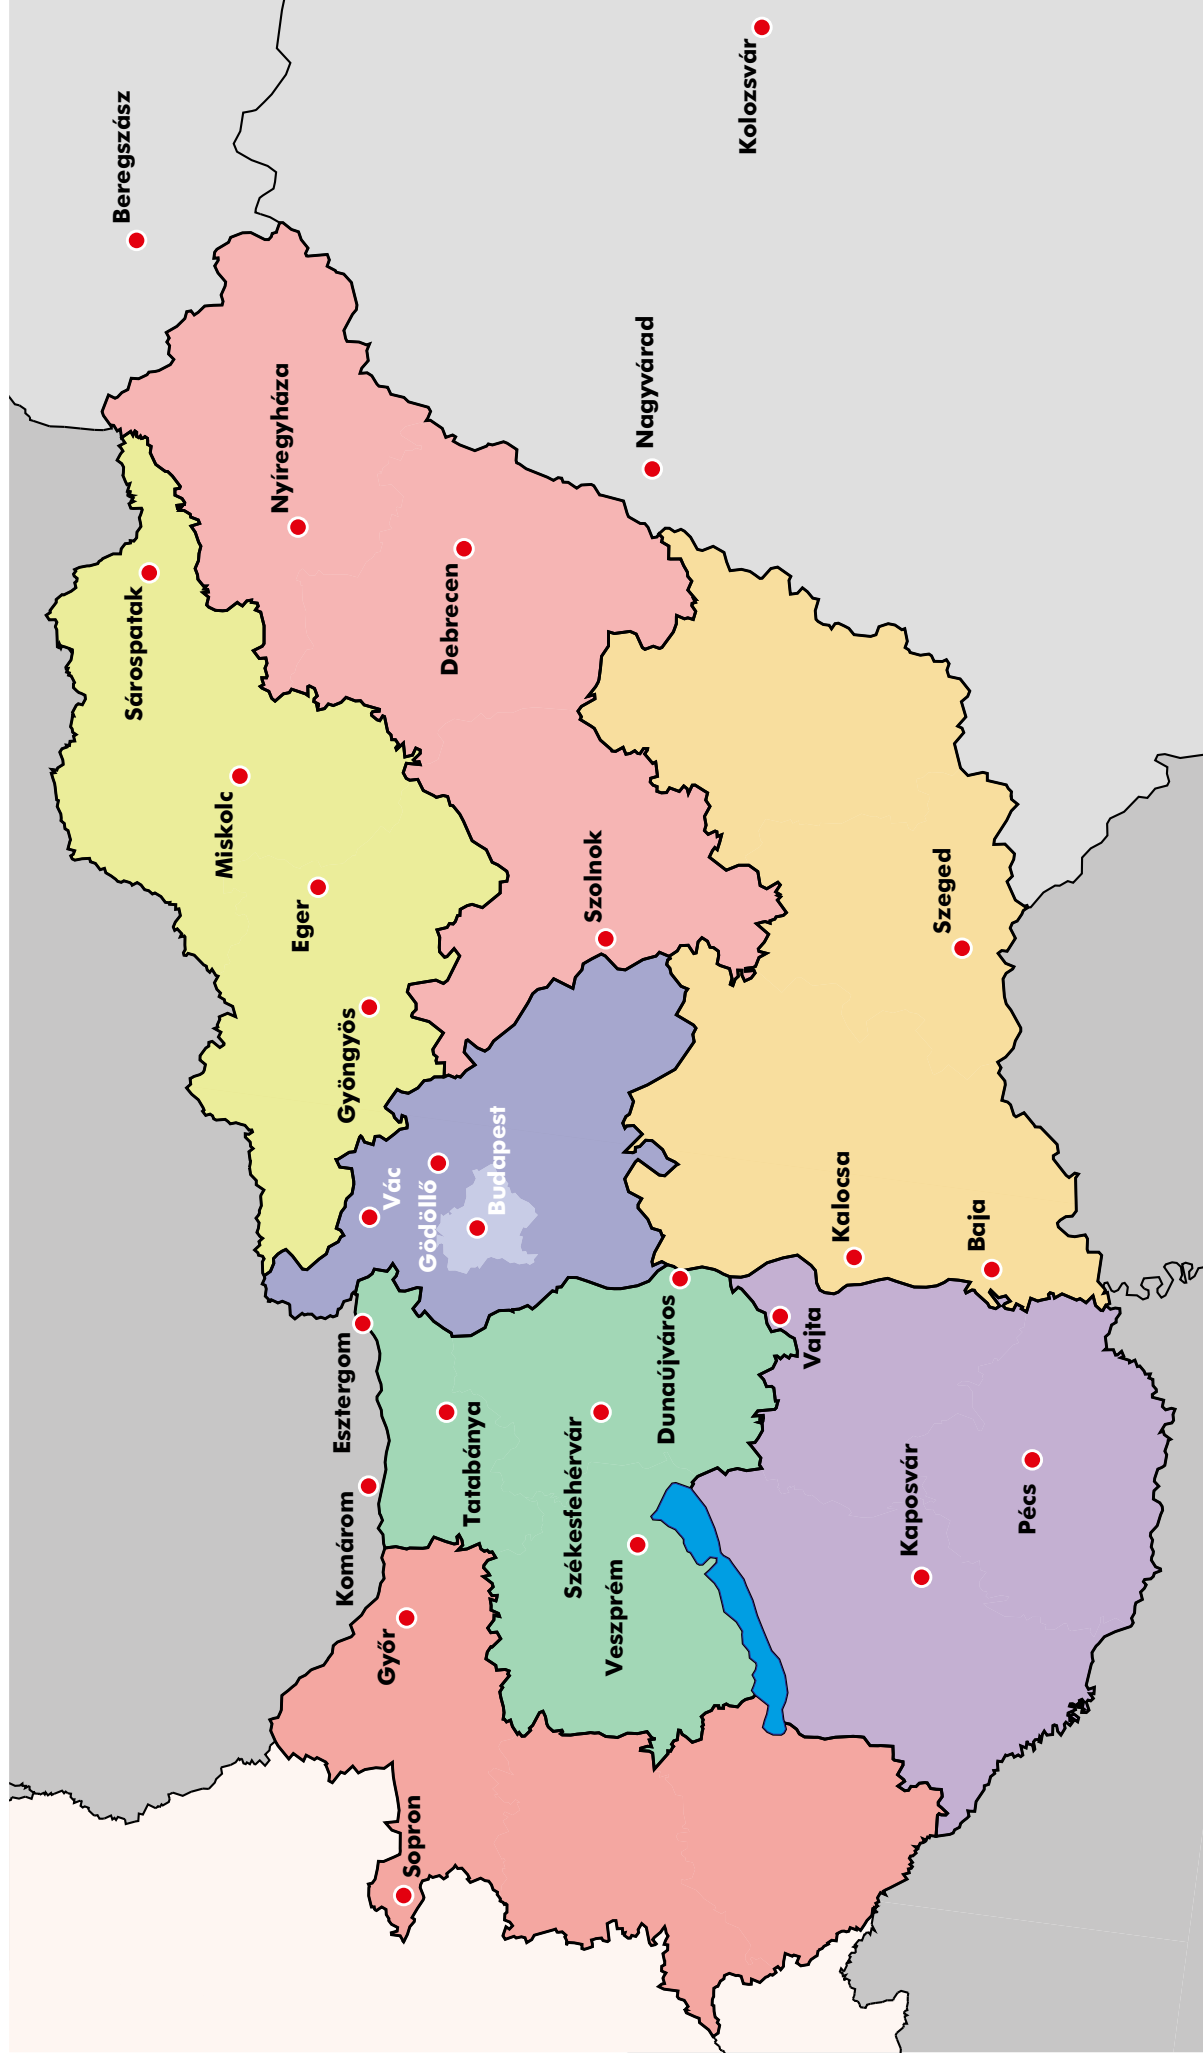 Beregszász
Kolozsvár
Nagyvárad
Nyíregyháza
Debrecen
Sárospatak
Miskolc
Eger
Gyöngyös
Szolnok
Szeged
Vác
Gödöllő
Budapest
Kalocsa
Baja
Vajta
Dunaújváros
Esztergom
Komárom
Tatabánya
Székesfehérvár
Veszprém
Kaposvár
Pécs
Győr
Sopron